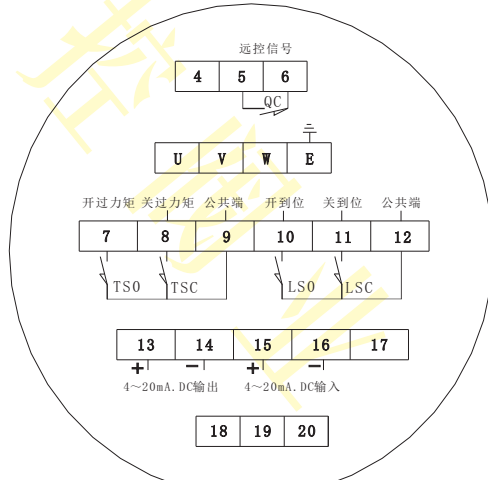 远控信号
4 5 6
QC
U V W E
开过力矩 关过力矩 公共端 开到位 关到位 公共端
7 8 9 10 11 12
TSO TSC LSO LSC
13 14 15 16 17
+ − + −
4～20mA.DC输出 4～20mA.DC输入
18 19 20
控阀业